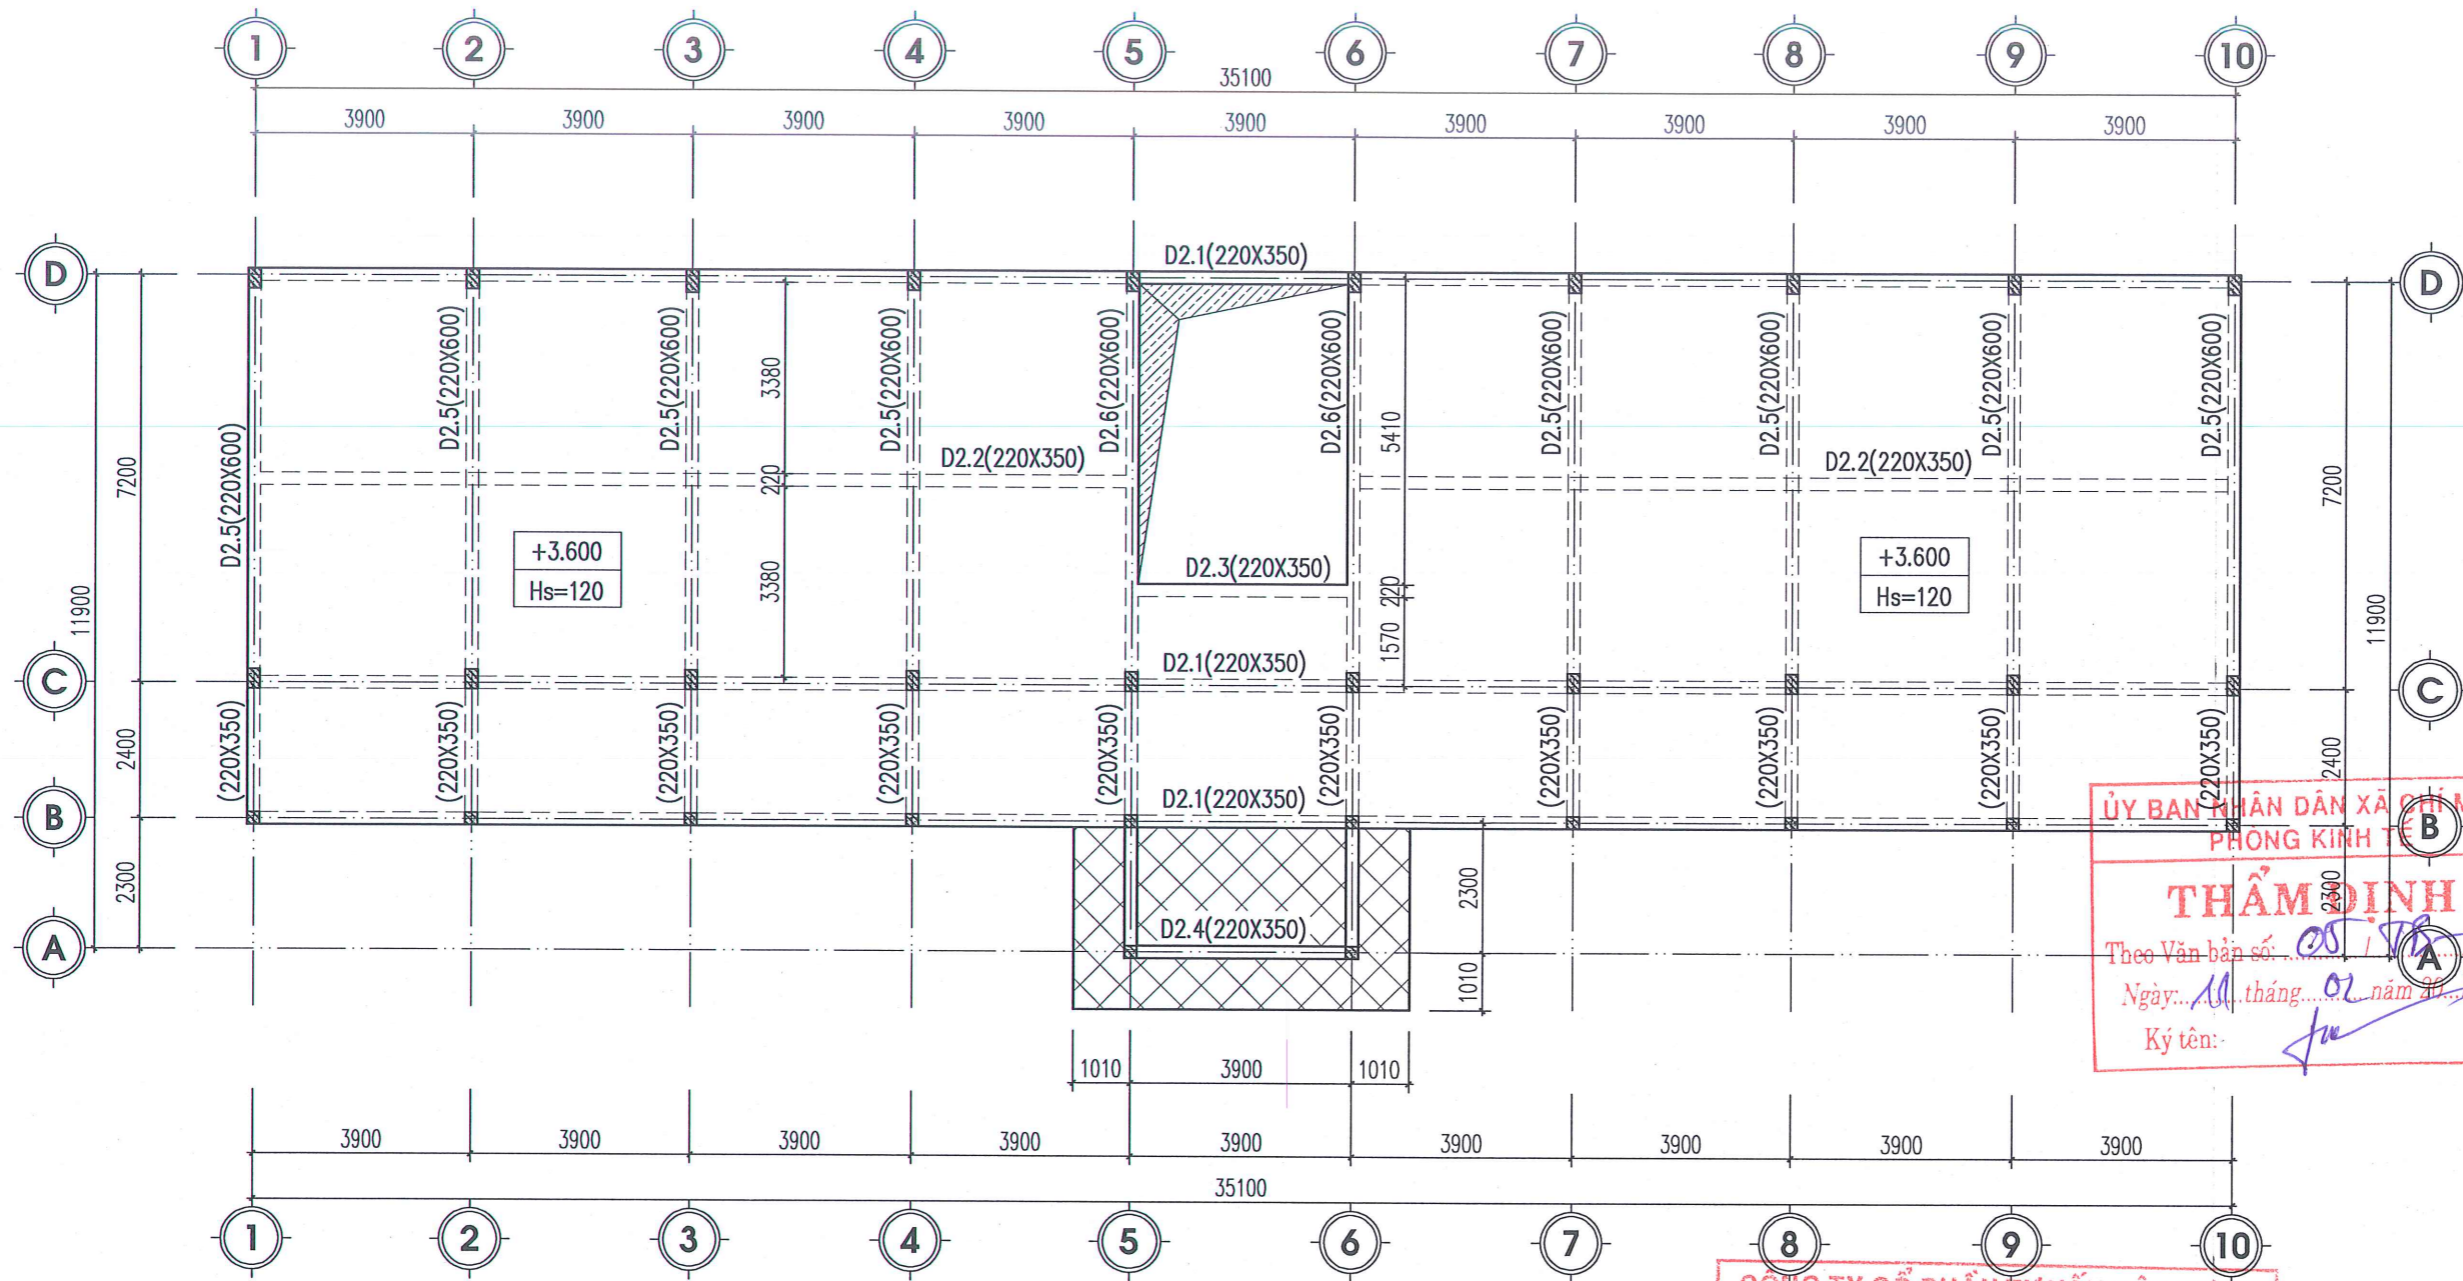 1 2 3 4 5 6 7 8 9 10
35100
3900 3900 3900 3900 3900 3900 3900 3900 3900
D2.1(220X350)
D D
D2.5(220X600) D2.5(220X600) D2.5(220X600) D2.5(220X600) D2.6(220X600) D2.6(220X600) D2.5(220X600) D2.5(220X600) D2.5(220X600) D2.5(220X600)
3380 5410
7200 220 D2.2(220X350) D2.2(220X350) 7200
+3.600 +3.600
Hs=120 Hs=120
3380 D2.3(220X350) 220
11900 11900
1570
D2.1(220X350)
C C
(220X350) (220X350) (220X350) (220X350) (220X350) (220X350) (220X350) (220X350) (220X350) (220X350)
2400 2400
D2.1(220X350)
B B
ỦY BAN NHÂN DÂN XÃ CHÍ
PHÒNG KINH TẾ
2300 2300 2300
THẨM ĐỊNH
D2.4(220X350)
A A
Theo Văn bản số: 05 / TB
1010
Ngày: 11 tháng 02 năm 20
Ký tên:
1010 3900 1010
3900 3900 3900 3900 3900 3900 3900 3900 3900
35100
1 2 3 4 5 6 7 8 9 10